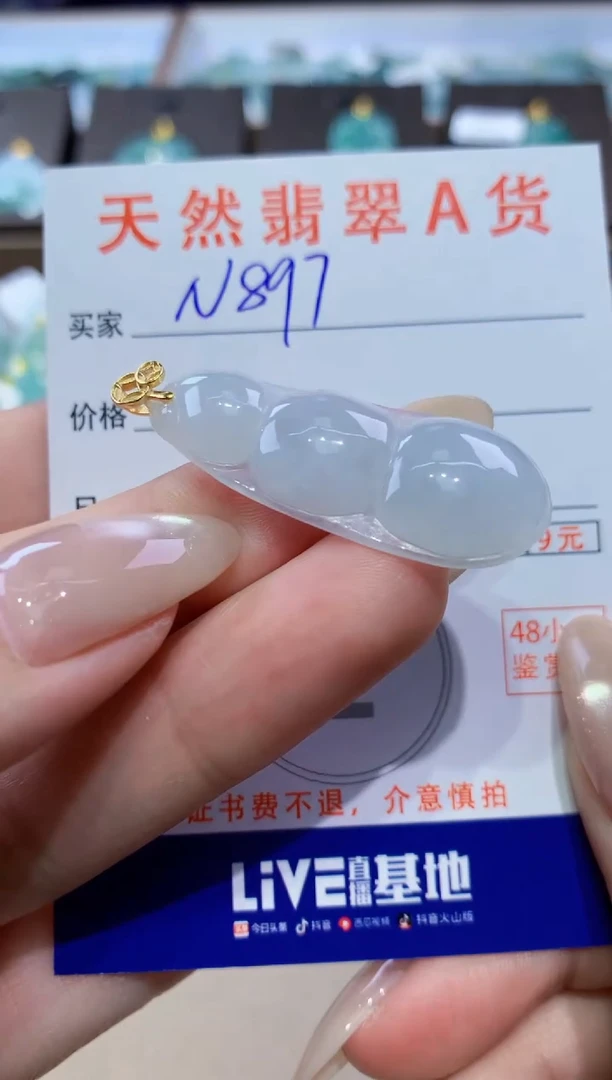 天然翡翠A货
买家 N897
价格
9元
48小
鉴赏
证书费不退，介意慎拍
LiVE直播基地
今日头条 抖音 西瓜视频 抖音火山版